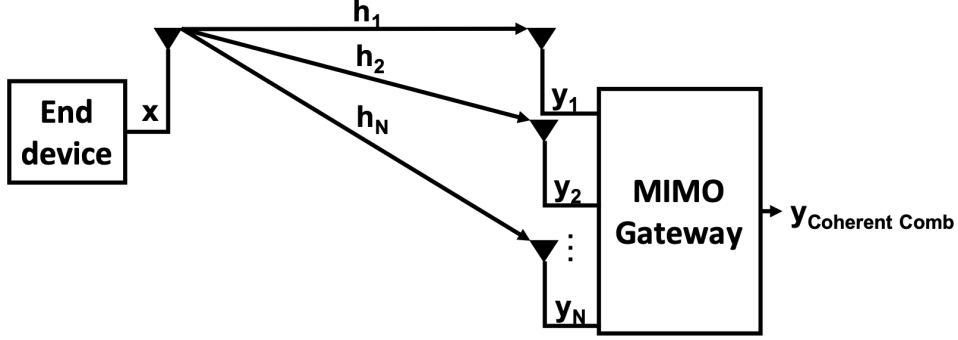 h1
h2
hN
End
device
x
y1
y2
⋮
yN
MIMO
Gateway
yCoherent Comb